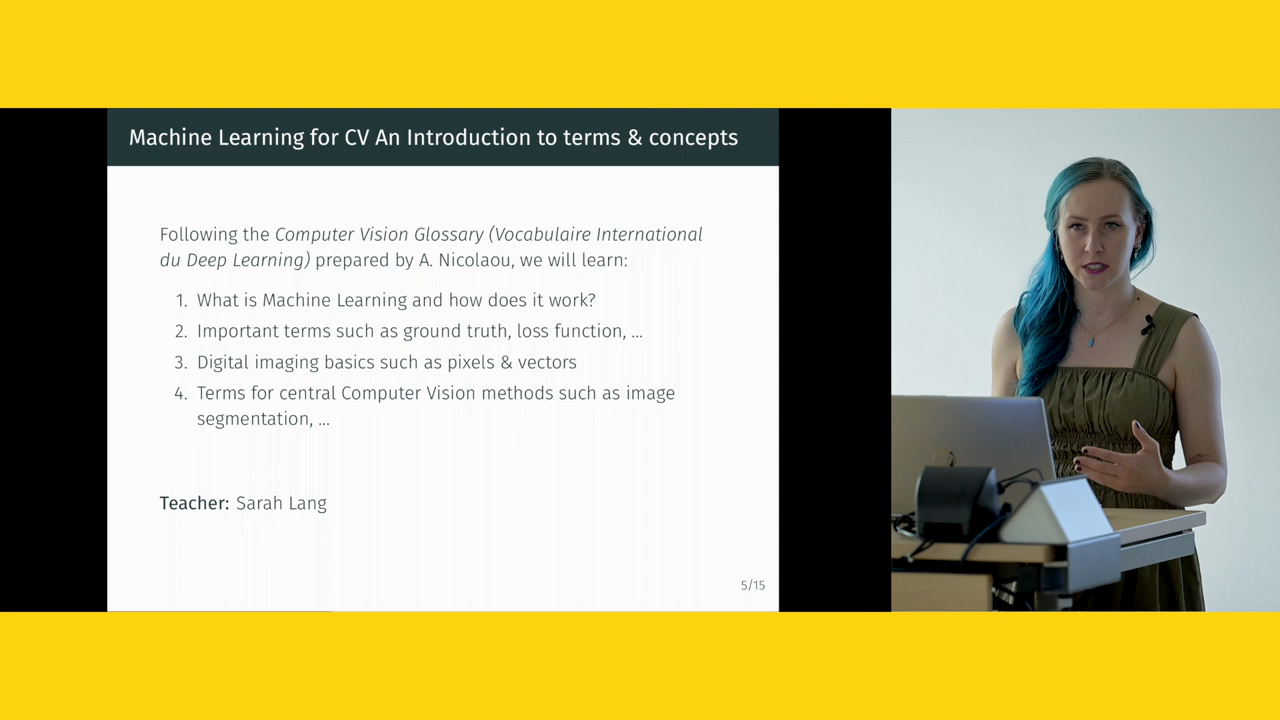 Machine Learning for CV An Introduction to terms & concepts
Following the Computer Vision Glossary (Vocabulaire International
du Deep Learning) prepared by A. Nicolaou, we will learn:
1. What is Machine Learning and how does it work?
2. Important terms such as ground truth, loss function, ...
3. Digital imaging basics such as pixels & vectors
4. Terms for central Computer Vision methods such as image
segmentation, ...
Teacher: Sarah Lang
5/15